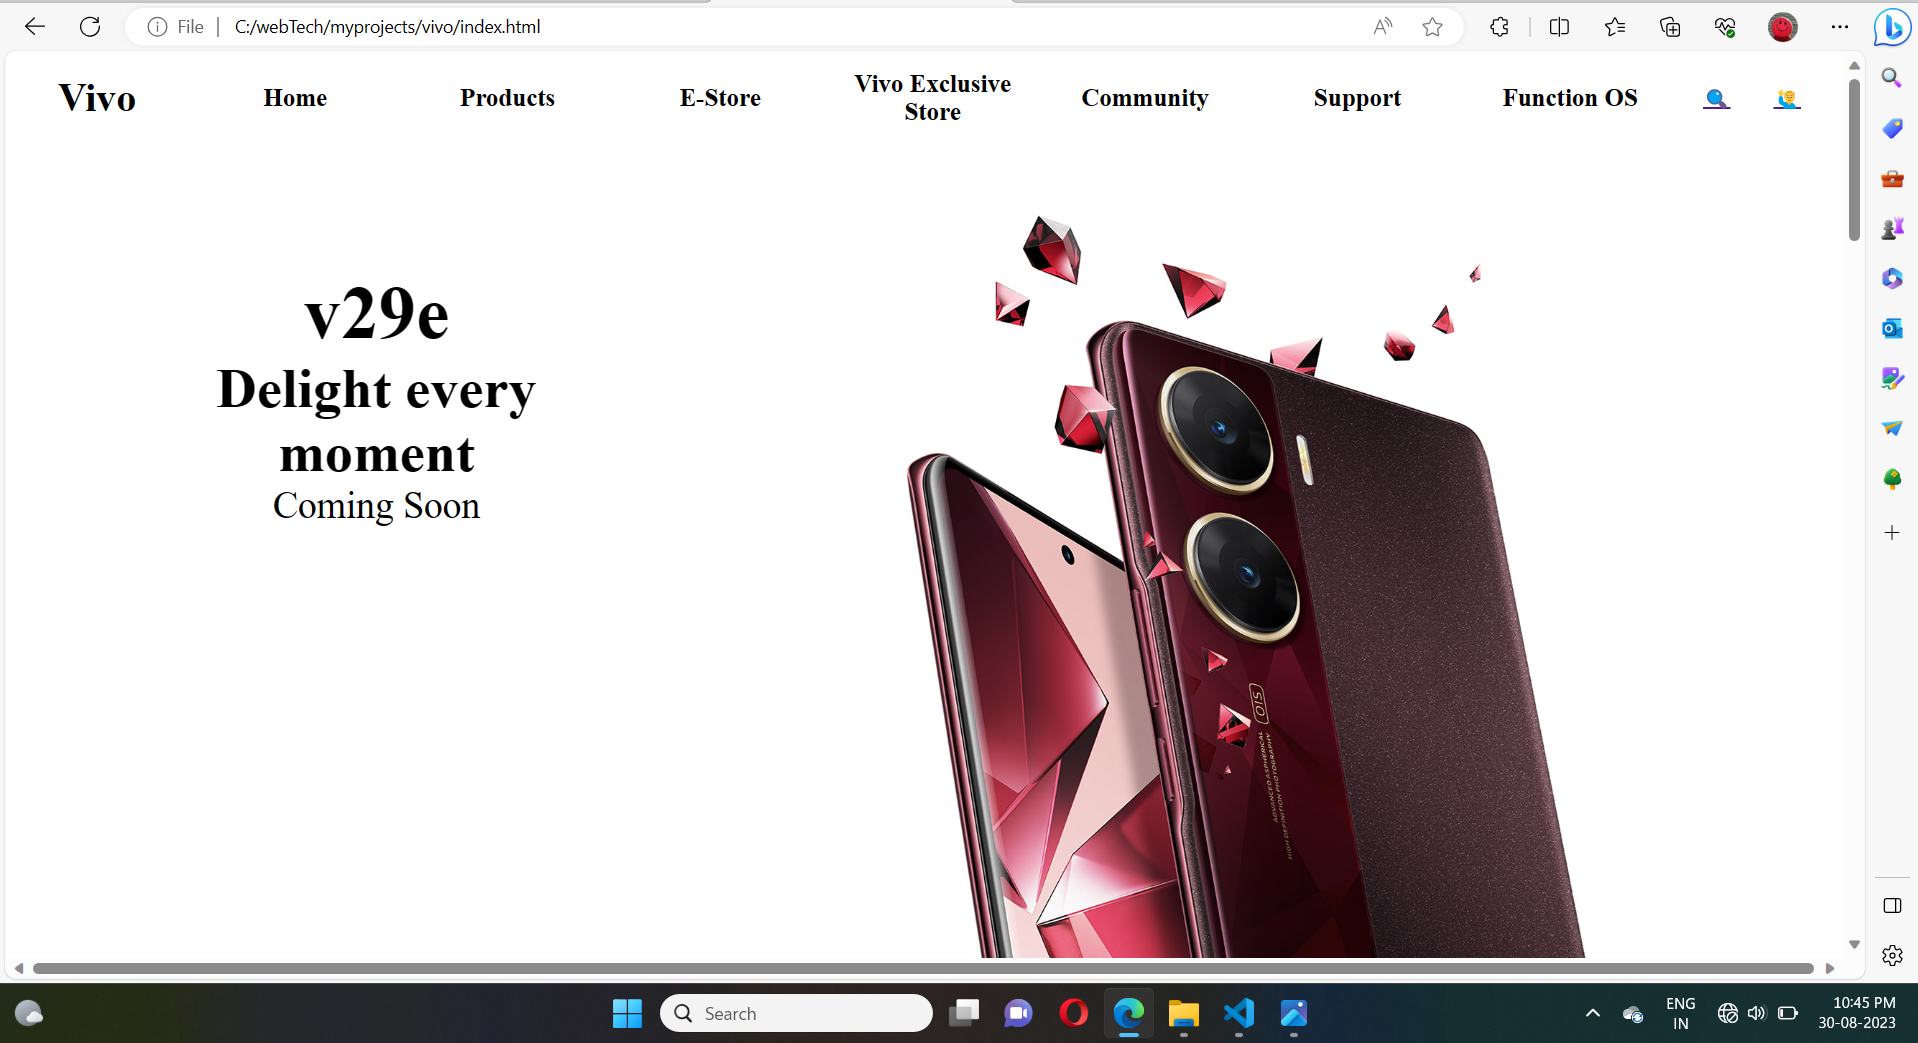 File
C:/webTech/myprojects/vivo/index.html
Vivo
Home
Products
E-Store
Vivo Exclusive
Store
Community
Support
Function OS
v29e
Delight every
moment
Coming Soon
OIS
ADVANCED ASPHERICAL
HIGH DEFINITION PHOTOGRAPHY
Search
ENG
IN
10:45 PM
30-08-2023